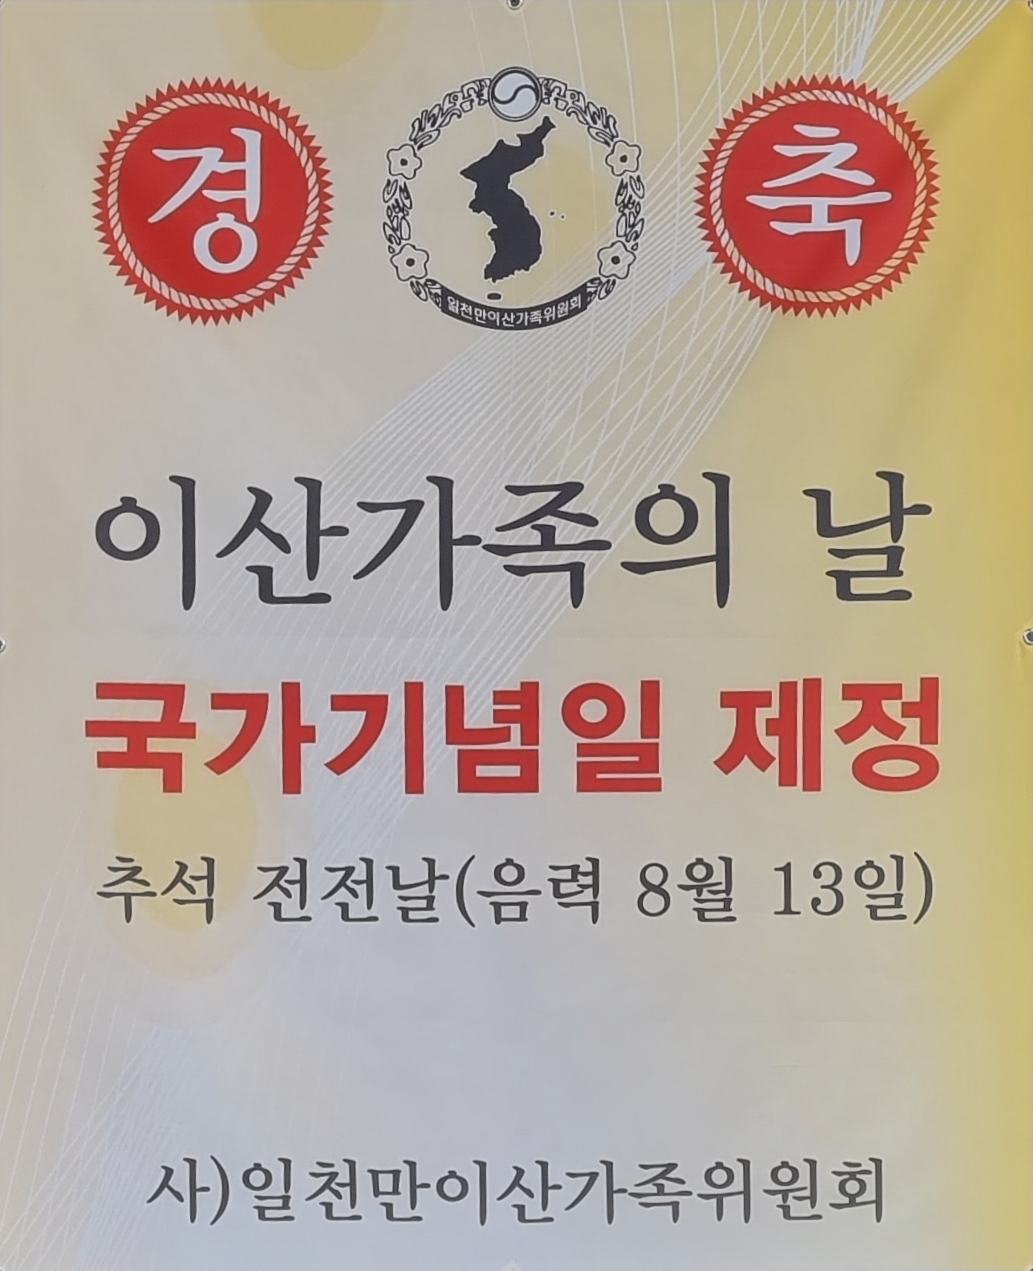 경 축
일천만이산가족위원회
이산가족의 날
국가기념일 제정
추석 전전날(음력 8월 13일)
사)일천만이산가족위원회